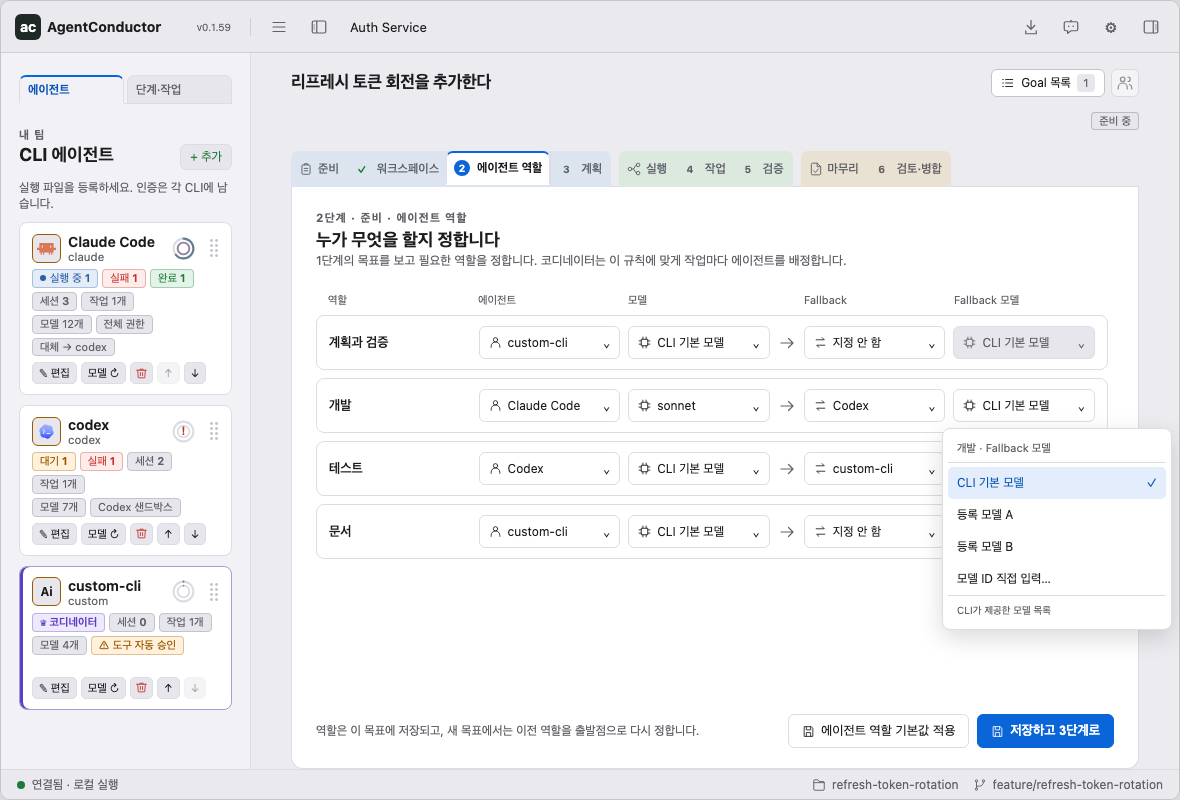 ac AgentConductor v0.1.59 Auth Service
에이전트 단계·작업
내 팀
CLI 에이전트
+ 추가
실행 파일을 등록하세요. 인증은 각 CLI에 남
습니다.
Claude Code
claude
실행 중 1 실패 1 완료 1
세션 3 작업 1개
모델 12개 전체 권한
대체 → codex
✎ 편집 모델 ↑ ↓
codex
codex
대기 1 실패 1 세션 2
작업 1개
모델 7개 Codex 샌드박스
✎ 편집 모델 ↑ ↓
Ai custom-cli
custom
코디네이터 세션 0 작업 1개
모델 4개 ⚠ 도구 자동 승인
✎ 편집 모델 ↑ ↓
리프레시 토큰 회전을 추가한다
Goal 목록 1
준비 중
준비 ✓ 워크스페이스 2 에이전트 역할 3 계획 실행 4 작업 5 검증 마무리 6 검토·병합
2단계 · 준비 · 에이전트 역할
누가 무엇을 할지 정합니다
1단계의 목표를 보고 필요한 역할을 정합니다. 코디네이터는 이 규칙에 맞게 작업마다 에이전트를 배정합니다.
역할 에이전트 모델 Fallback Fallback 모델
계획과 검증 custom-cli CLI 기본 모델 → 지정 안 함 CLI 기본 모델
개발 Claude Code sonnet → Codex CLI 기본 모델
테스트 Codex CLI 기본 모델 → custom-cli
문서 custom-cli CLI 기본 모델 → 지정 안 함
개발 · Fallback 모델
CLI 기본 모델 ✓
등록 모델 A
등록 모델 B
모델 ID 직접 입력...
CLI가 제공한 모델 목록
역할은 이 목표에 저장되고, 새 목표에서는 이전 역할을 출발점으로 다시 정합니다.
에이전트 역할 기본값 적용
저장하고 3단계로
연결됨 · 로컬 실행
refresh-token-rotation feature/refresh-token-rotation